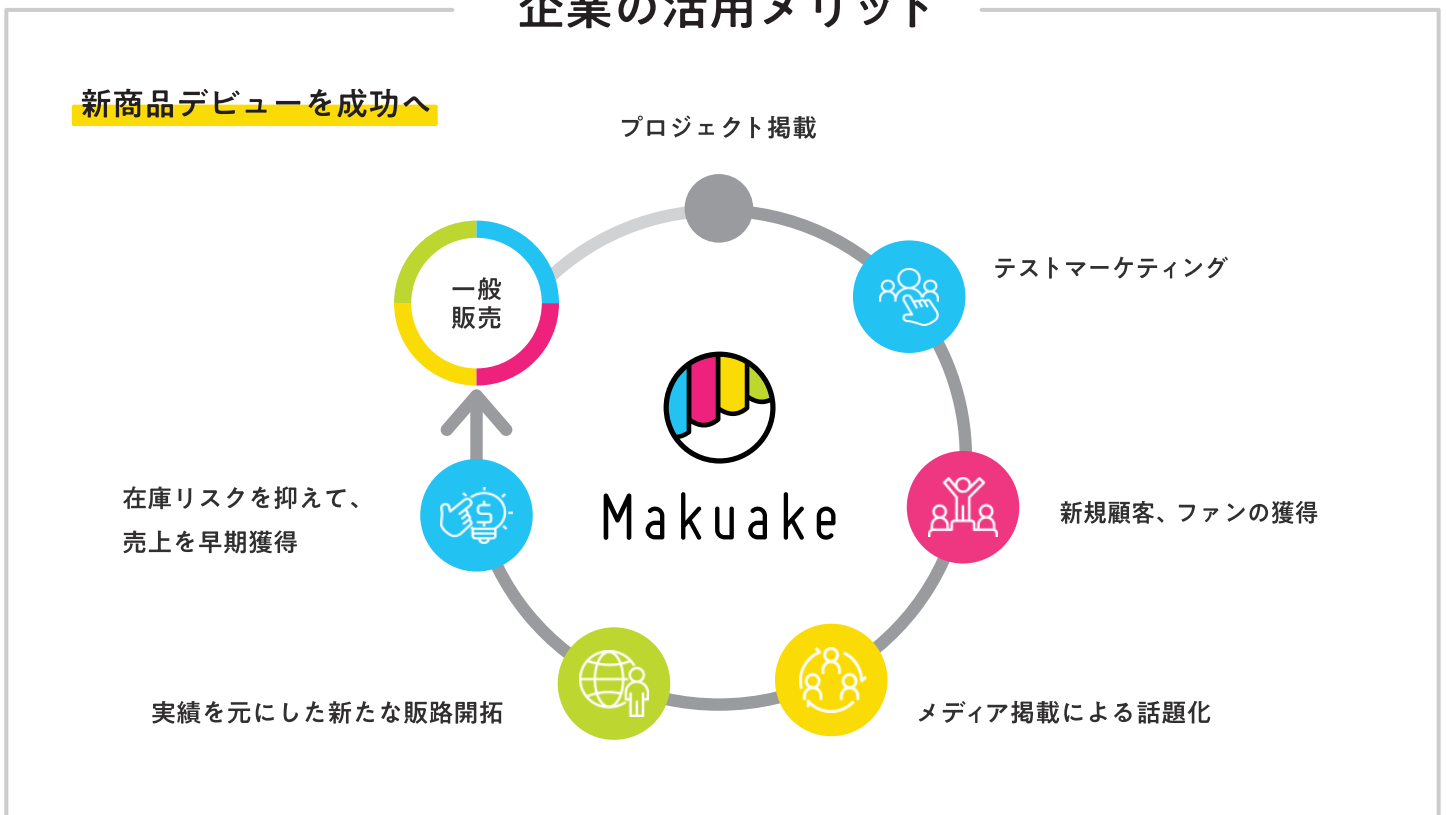 企業の活用メリット
新商品デビューを成功へ
プロジェクト掲載
テストマーケティング
一般
販売
Makuake
在庫リスクを抑えて、
売上を早期獲得
新規顧客、ファンの獲得
実績を元にした新たな販路開拓
メディア掲載による話題化